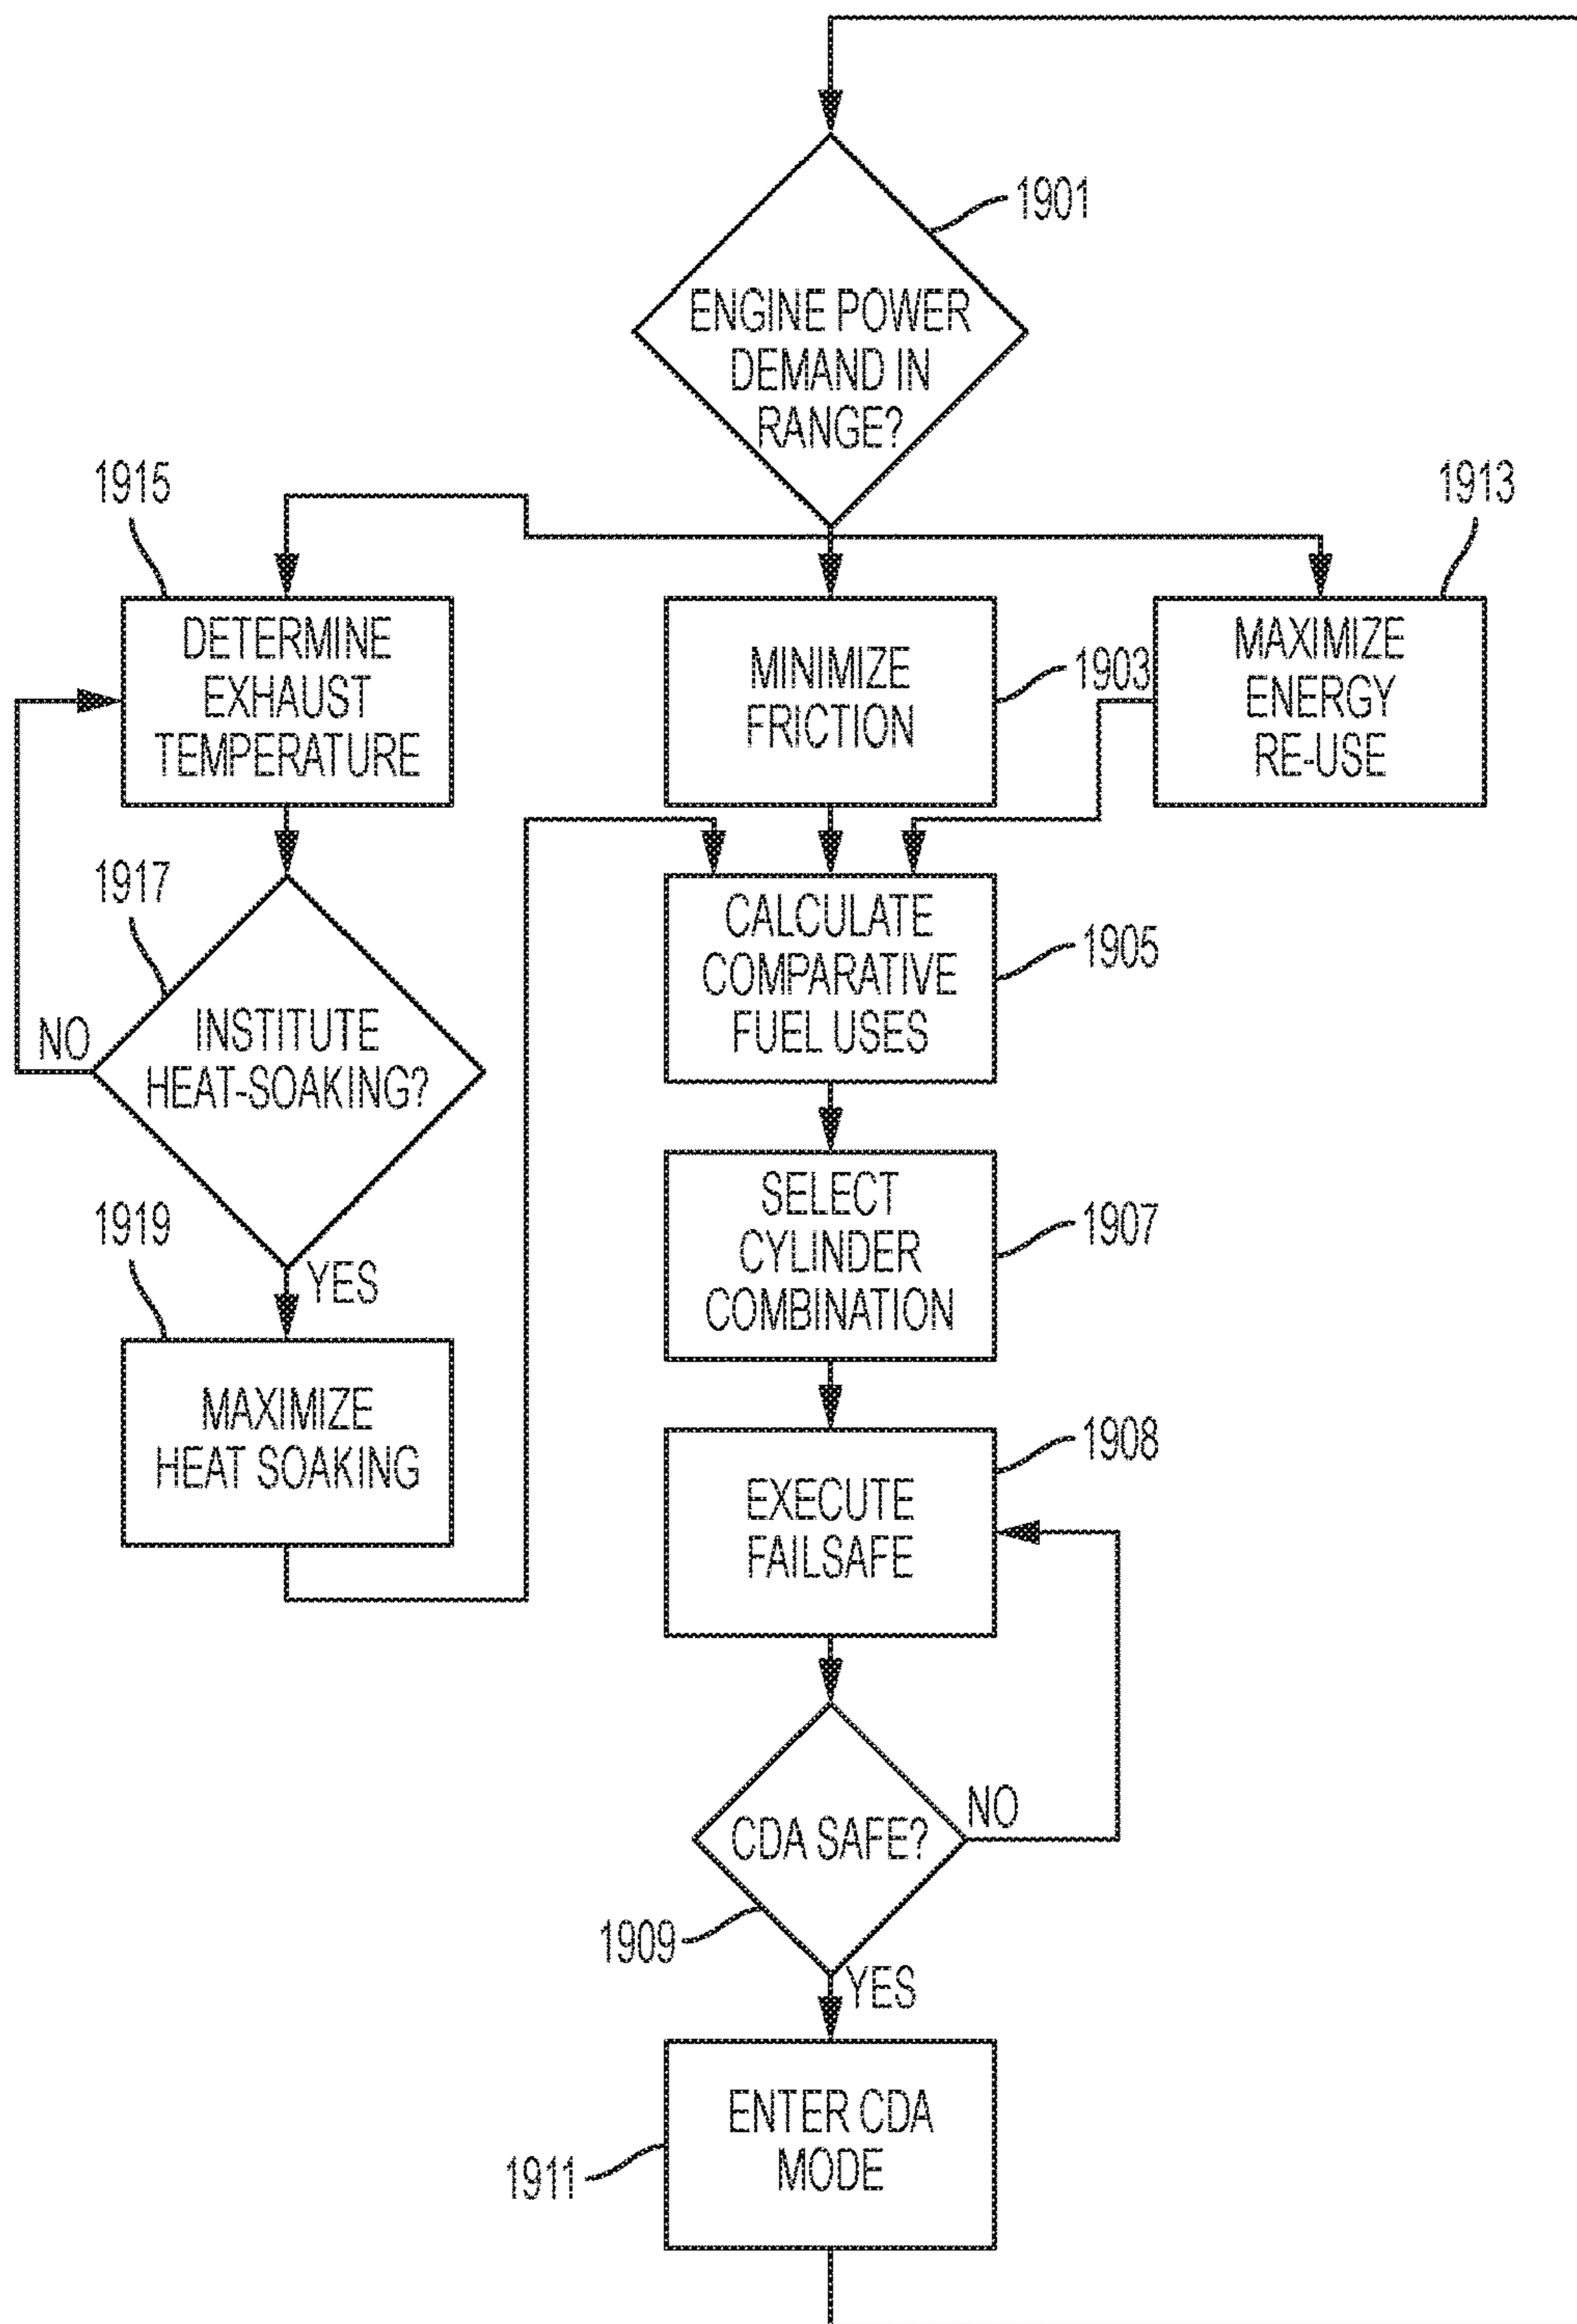 1901
ENGINE POWER
DEMAND IN
RANGE?
1915
1913
DETERMINE
EXHAUST
TEMPERATURE
MINIMIZE
FRICTION
1903
MAXIMIZE
ENERGY
RE-USE
1917
NO
INSTITUTE
HEAT-SOAKING?
CALCULATE
COMPARATIVE
FUEL USES
1905
SELECT
CYLINDER
COMBINATION
1907
1919
YES
MAXIMIZE
HEAT SOAKING
EXECUTE
FAILSAFE
1908
CDA SAFE?
NO
1909
YES
ENTER CDA
MODE
1911